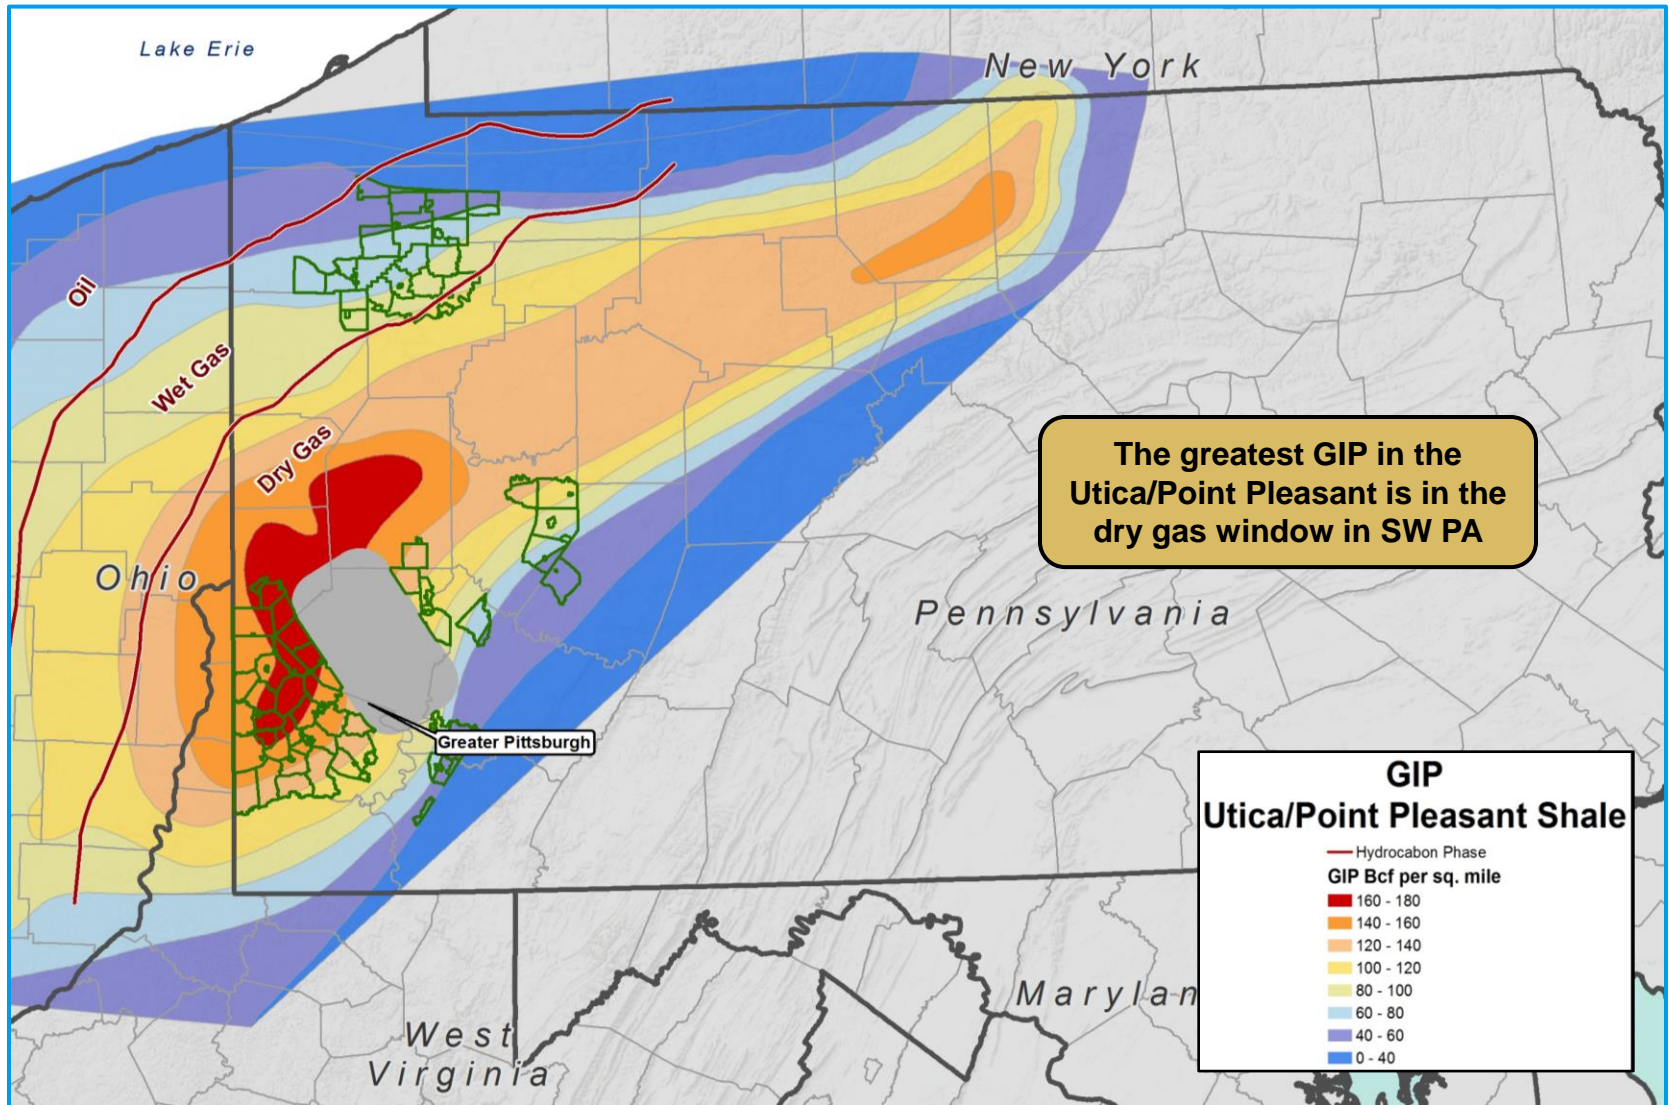 Lake Erie
New York
Oil
Wet Gas
Dry Gas
The greatest GIP in the
Utica/Point Pleasant is in the
dry gas window in SW PA
Ohio
Pennsylvania
Greater Pittsburgh
GIP
Utica/Point Pleasant Shale
Hydrocabon Phase
GIP Bcf per sq. mile
160 - 180
140 - 160
120 - 140
100 - 120
80 - 100
60 - 80
40 - 60
0 - 40
Marylan
West
Virginia